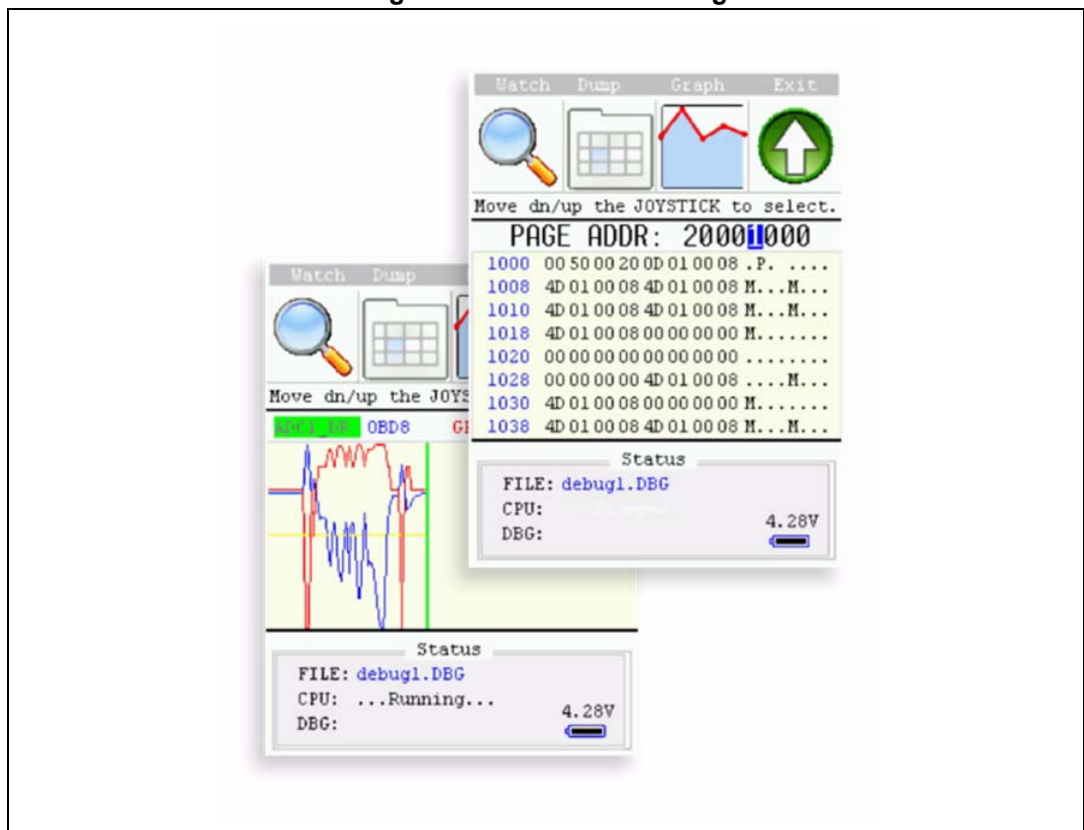 Watch Dump Graph Exit
Move dn/up the JOYSTICK to select.
PAGE ADDR: 20001000
1000 00 50 00 20 0D 01 00 08 .P. ....
1008 4D 01 00 08 4D 01 00 08 M...M...
1010 4D 01 00 08 4D 01 00 08 M...M...
1018 4D 01 00 08 00 00 00 00 M.......
1020 00 00 00 00 00 00 00 00 ........
1028 00 00 00 00 4D 01 00 08 ....M...
1030 4D 01 00 08 00 00 00 00 M.......
1038 4D 01 00 08 4D 01 00 08 M...M...
Status
FILE: debug1.DBG
CPU:
4.28V
DBG:
Watch Dump
Move dn/up the JOYS
OBD8
Status
FILE: debug1.DBG
CPU: ...Running...
4.28V
DBG: